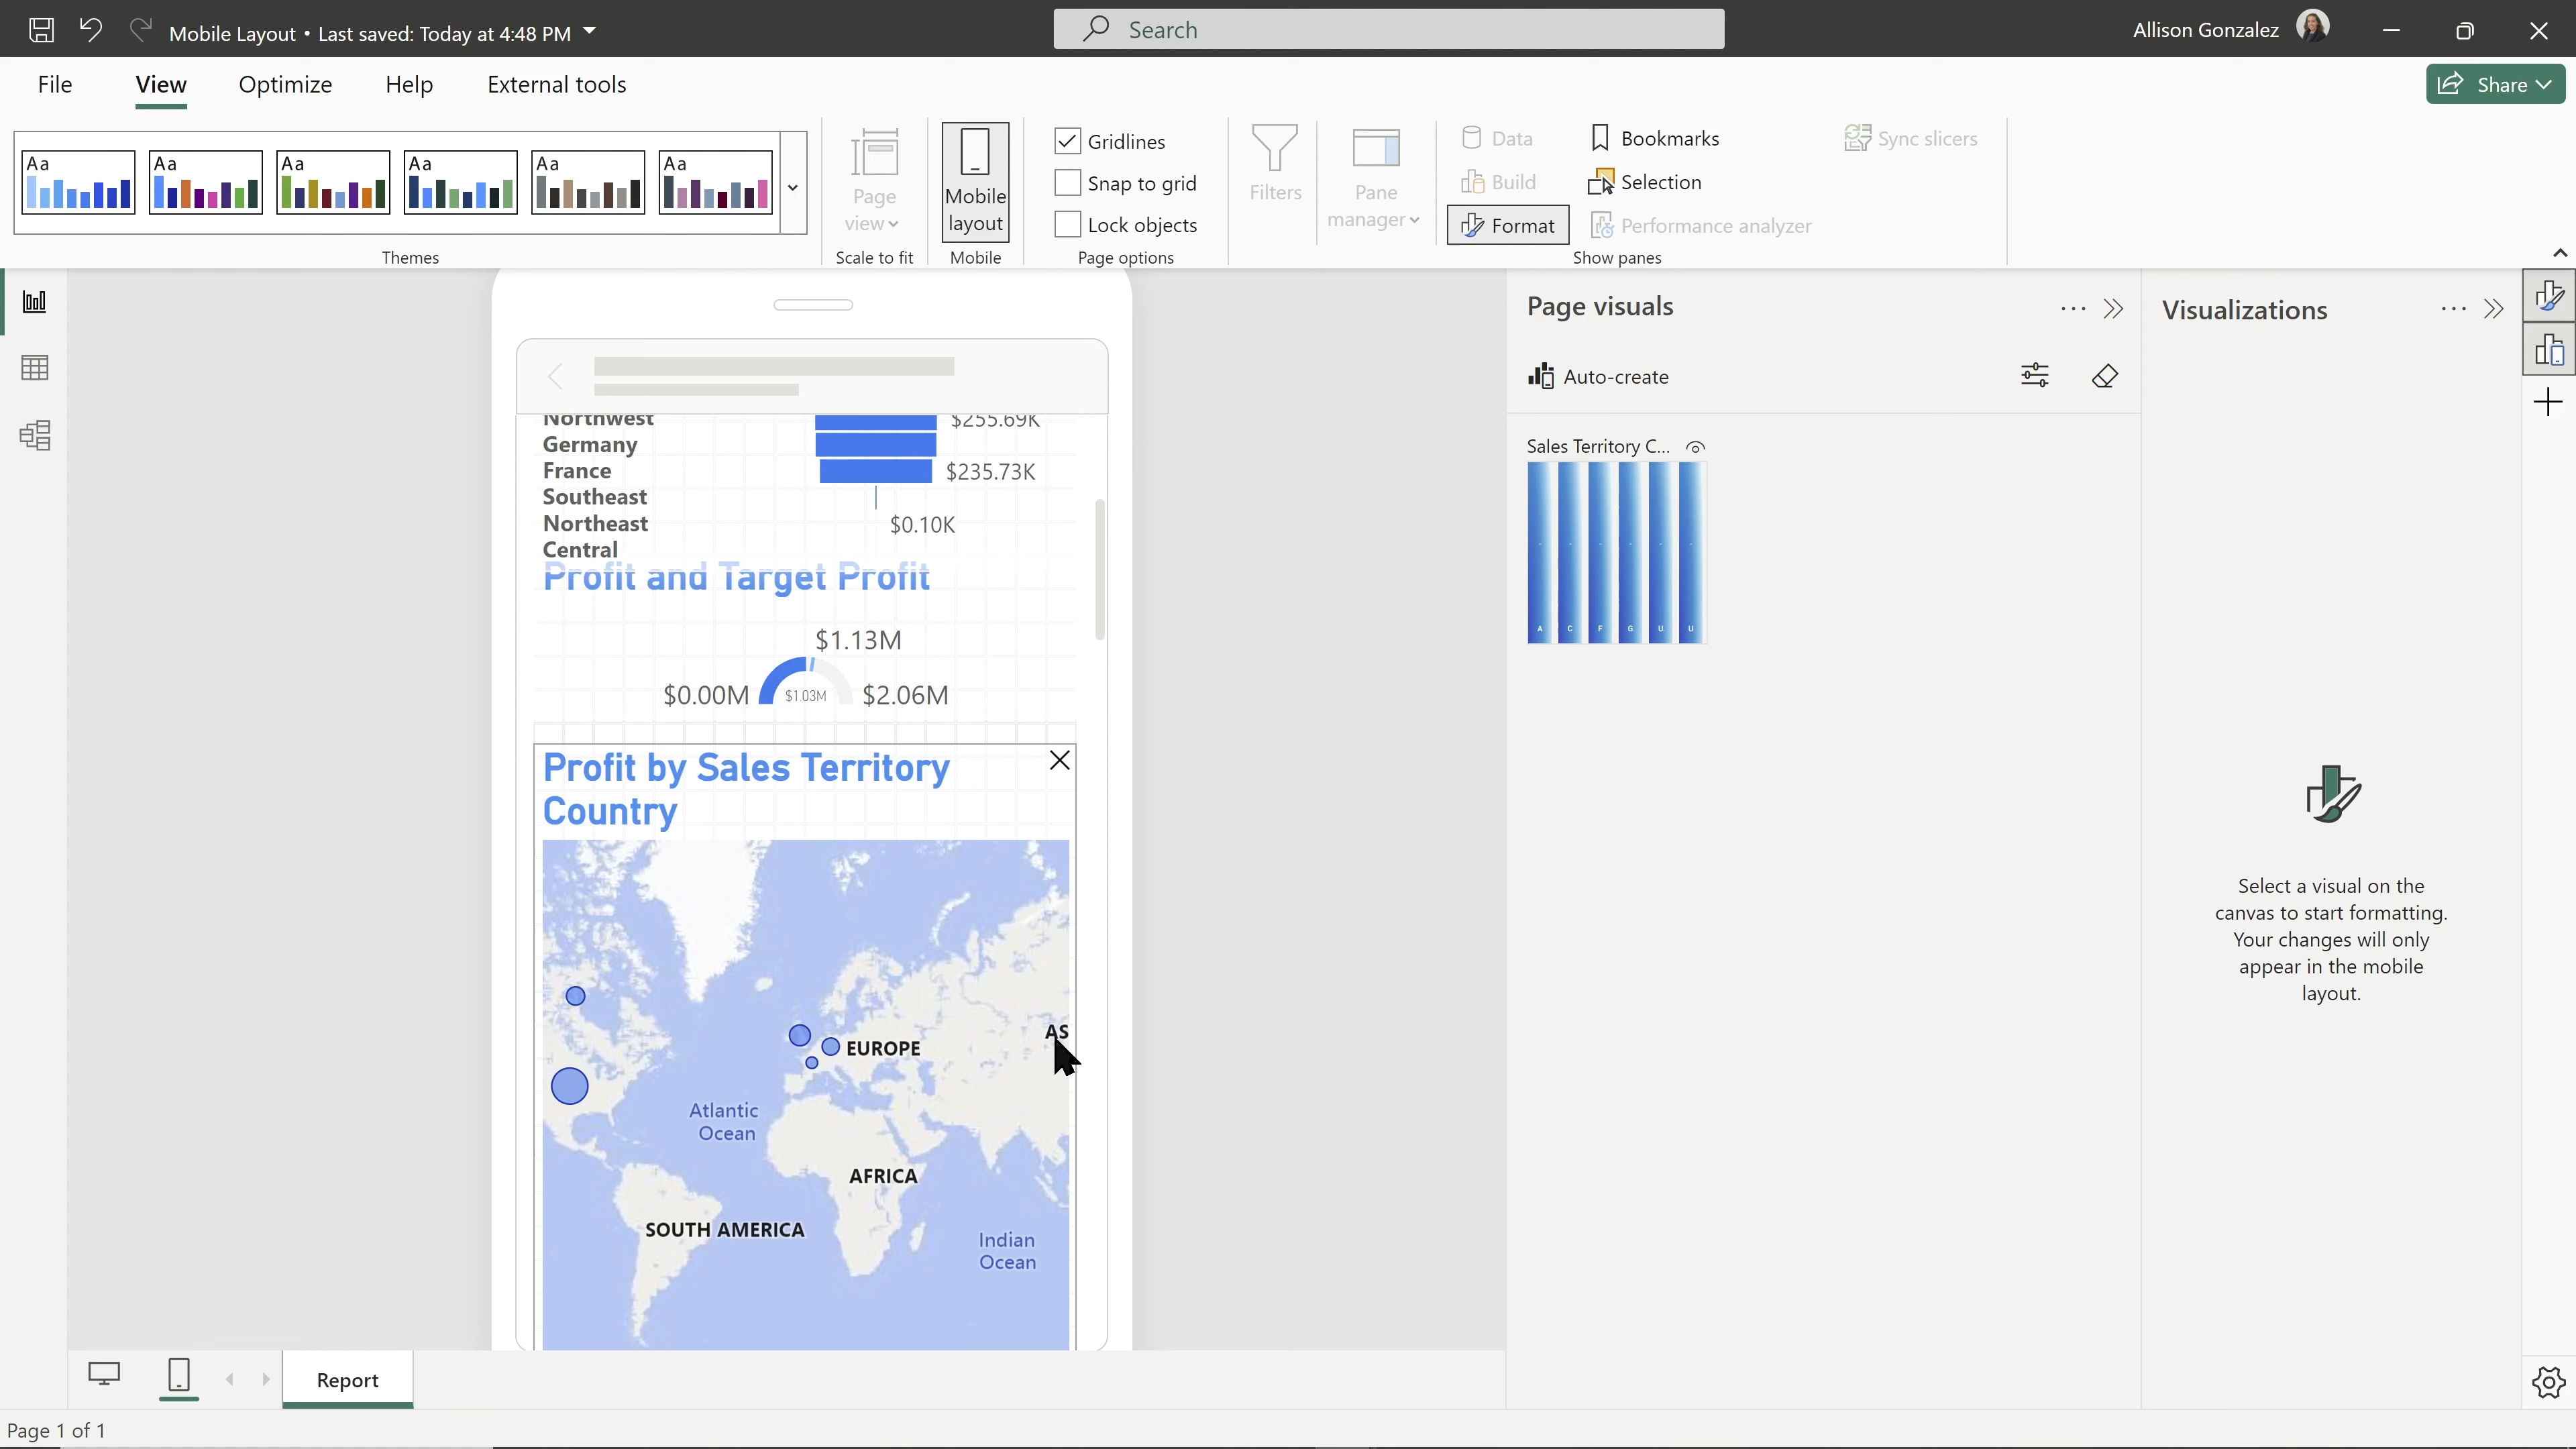 Mobile Layout • Last saved: Today at 4:48 PM
Search
Allison Gonzalez
File
View
Optimize
Help
External tools
Share
Aa
Aa
Aa
Aa
Aa
Aa
Themes
Page
view
Scale to fit
Mobile
layout
Mobile
Gridlines
Snap to grid
Lock objects
Page options
Filters
Pane
manager
Data
Build
Format
Bookmarks
Selection
Performance analyzer
Sync slicers
Show panes
Northwest
$255.69K
Germany
France
$235.73K
Southeast
Northeast
$0.10K
Central
Profit and Target Profit
$1.13M
$0.00M
$1.03M
$2.06M
Profit by Sales Territory
Country
AS
EUROPE
Atlantic
Ocean
AFRICA
SOUTH AMERICA
Indian
Ocean
Page visuals
Auto-create
Sales Territory C...
A C F G U U
Visualizations
Select a visual on the
canvas to start formatting.
Your changes will only
appear in the mobile
layout.
Report
Page 1 of 1